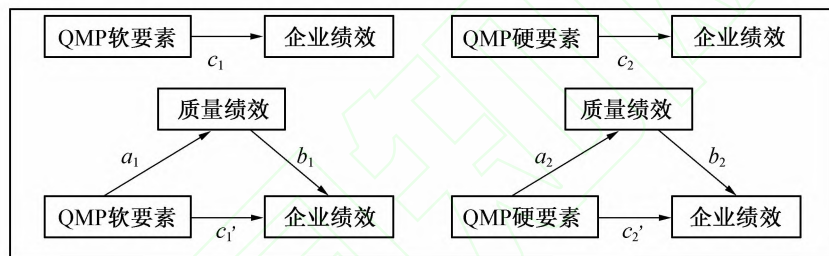 QMP软要素 企业绩效 QMP硬要素 企业绩效
c₁ c₂
质量绩效 质量绩效
a₁ b₁ a₂ b₂
QMP软要素 企业绩效 QMP硬要素 企业绩效
c₁' c₂'